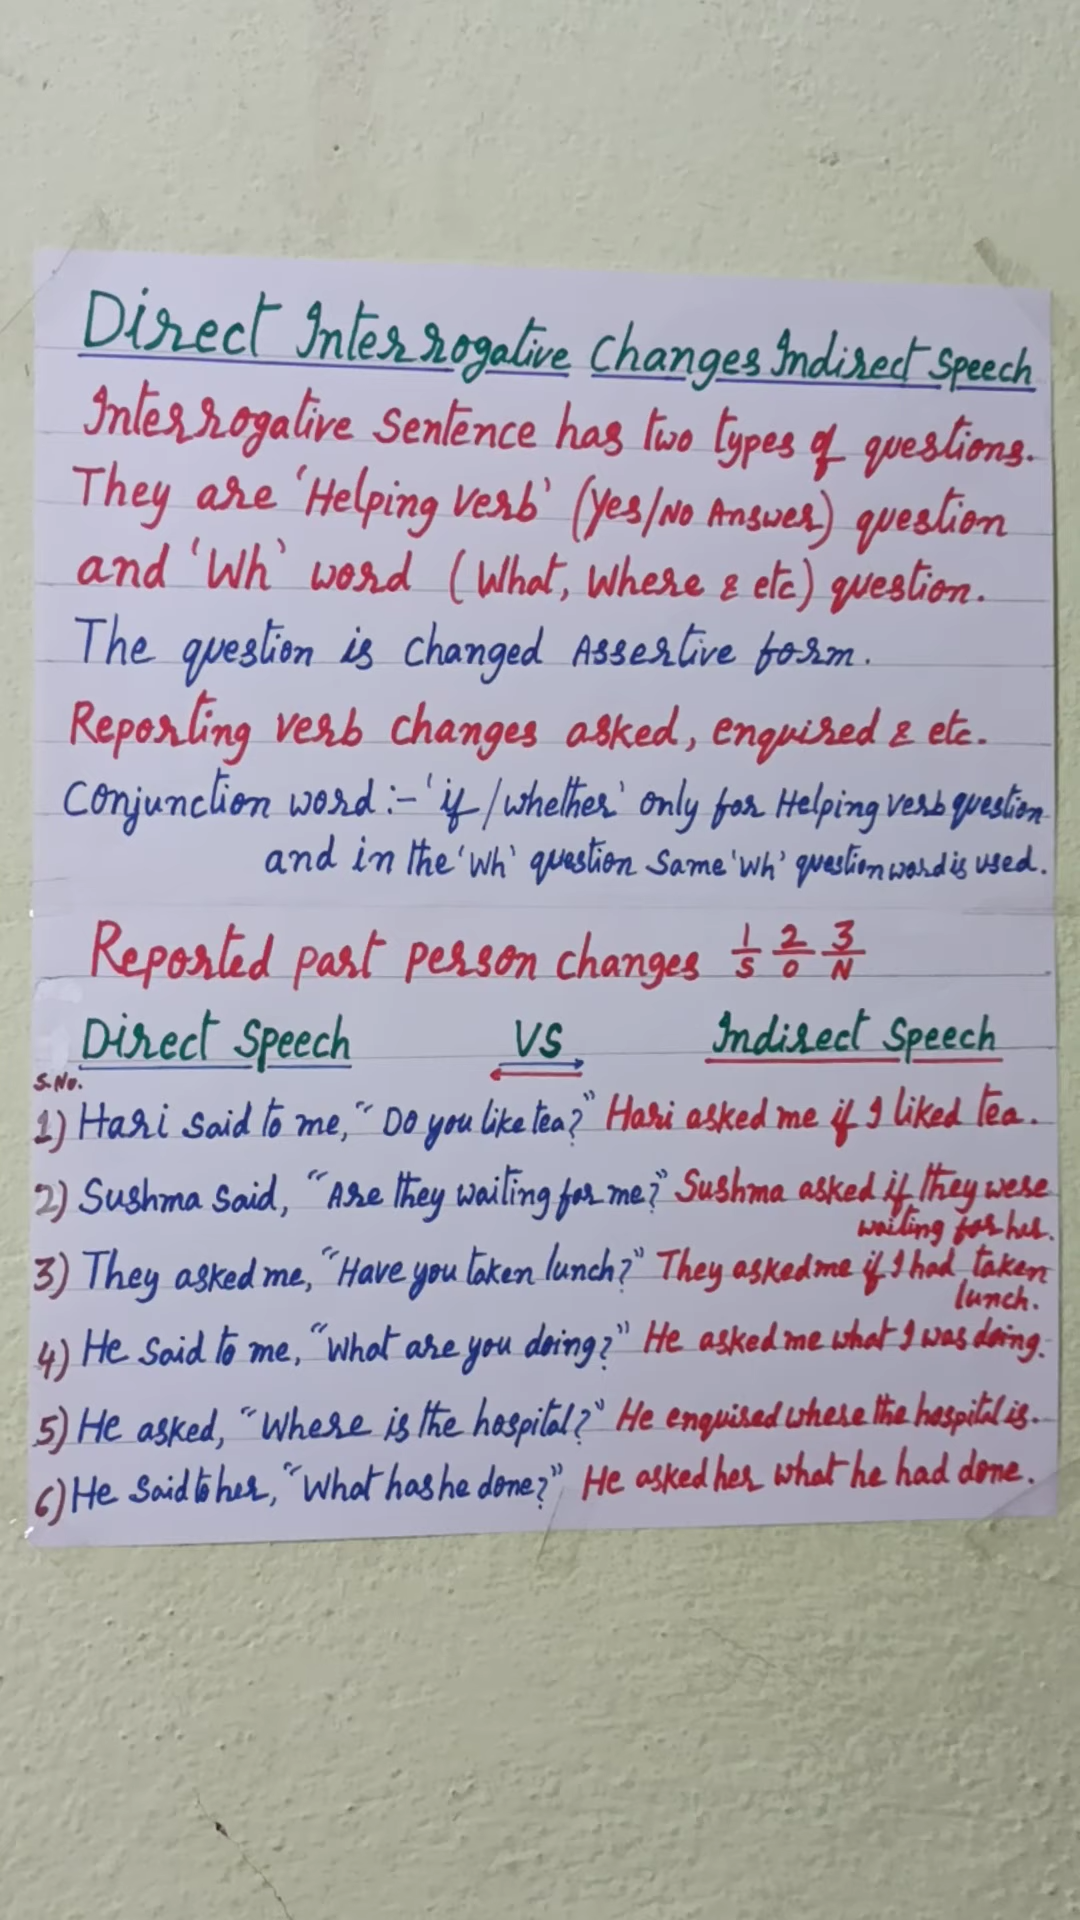 Direct Interrogative Changes Indirect Speech
Interrogative Sentence has two types of questions.
They are 'Helping Verb' (Yes/No Answer) question
and 'Wh' word (What, Where & etc) question.
The question is changed Assertive form.
Reporting verb changes asked, enquired & etc.
Conjunction word :- 'if/whether' only for Helping verb question
and in the 'Wh' question Same 'Wh' question word is used.
Reported part person changes 1/S 2/O 3/N
Direct Speech VS Indirect Speech
S.No.
1) Hari said to me, "Do you like tea?" Hari asked me if I liked tea.
2) Sushma said, "Are they waiting for me?" Sushma asked if they were
waiting for her.
3) They asked me, "Have you taken lunch?" They asked me if I had taken
lunch.
4) He said to me, "What are you doing?" He asked me what I was doing.
5) He asked, "Where is the hospital?" He enquired where the hospital is.
6) He said to her, "What has he done?" He asked her what he had done.